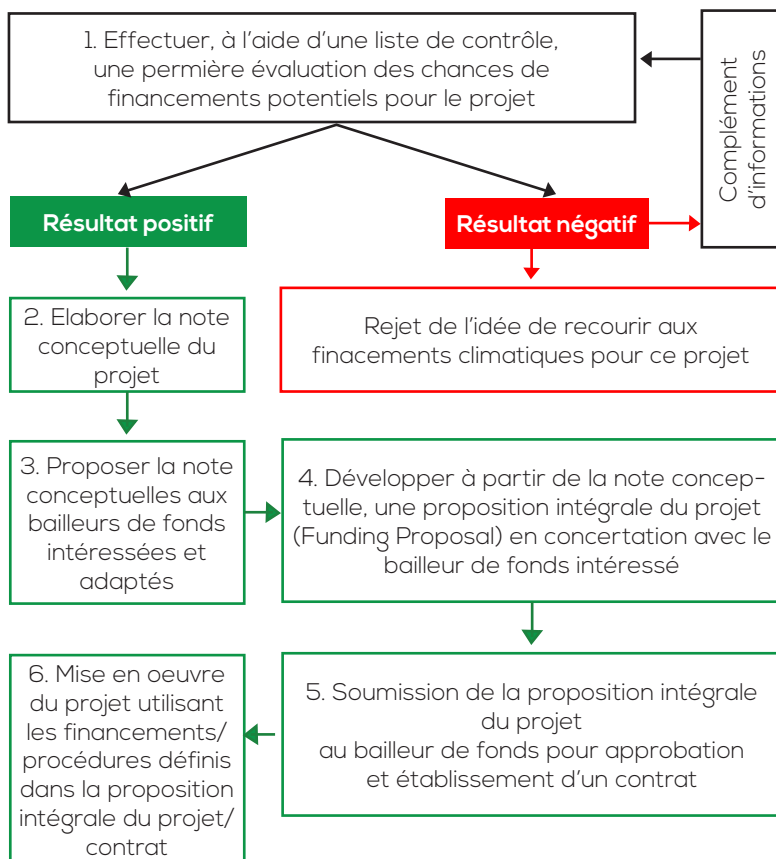 1. Effectuer, à l'aide d'une liste de contrôle,
une permière évaluation des chances de
financements potentiels pour le projet
Complément
d'informations
Résultat positif
Résultat négatif
2. Elaborer la note
conceptuelle du
projet
Rejet de l'idée de recourir aux
finacements climatiques pour ce projet
3. Proposer la note
conceptuelles aux
bailleurs de fonds
intéressées et
adaptés
4. Développer à partir de la note concep-
tuelle, une proposition intégrale du projet
(Funding Proposal) en concertation avec le
bailleur de fonds intéressé
5. Soumission de la proposition intégrale
du projet
au bailleur de fonds pour approbation
et établissement d'un contrat
6. Mise en oeuvre
du projet utilisant
les financements/
procédures définis
dans la proposition
intégrale du projet/
contrat